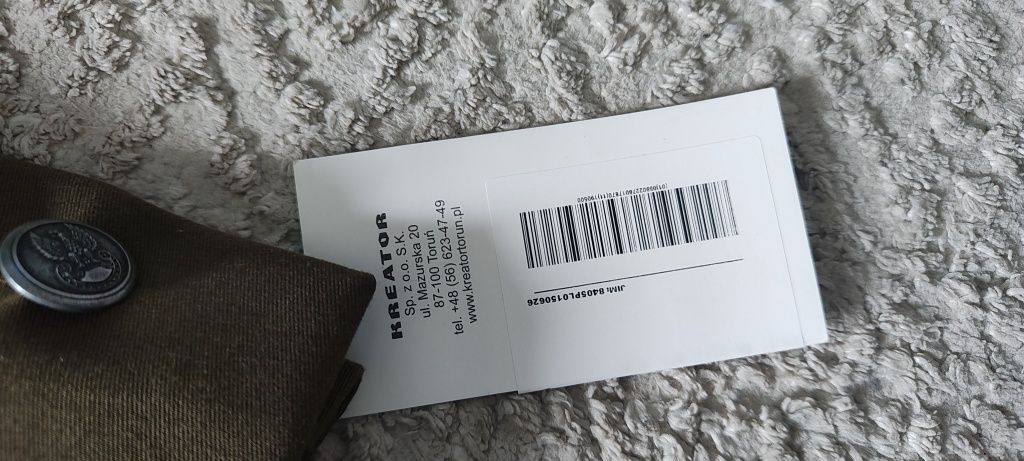 KREATOR
Sp. z o.o. S.K.
ul. Mazurska 20
87-100 Toruń
tel. +48 (56) 623-47-49
www.kreatortorun.pl
JIM: 8405PL0150626